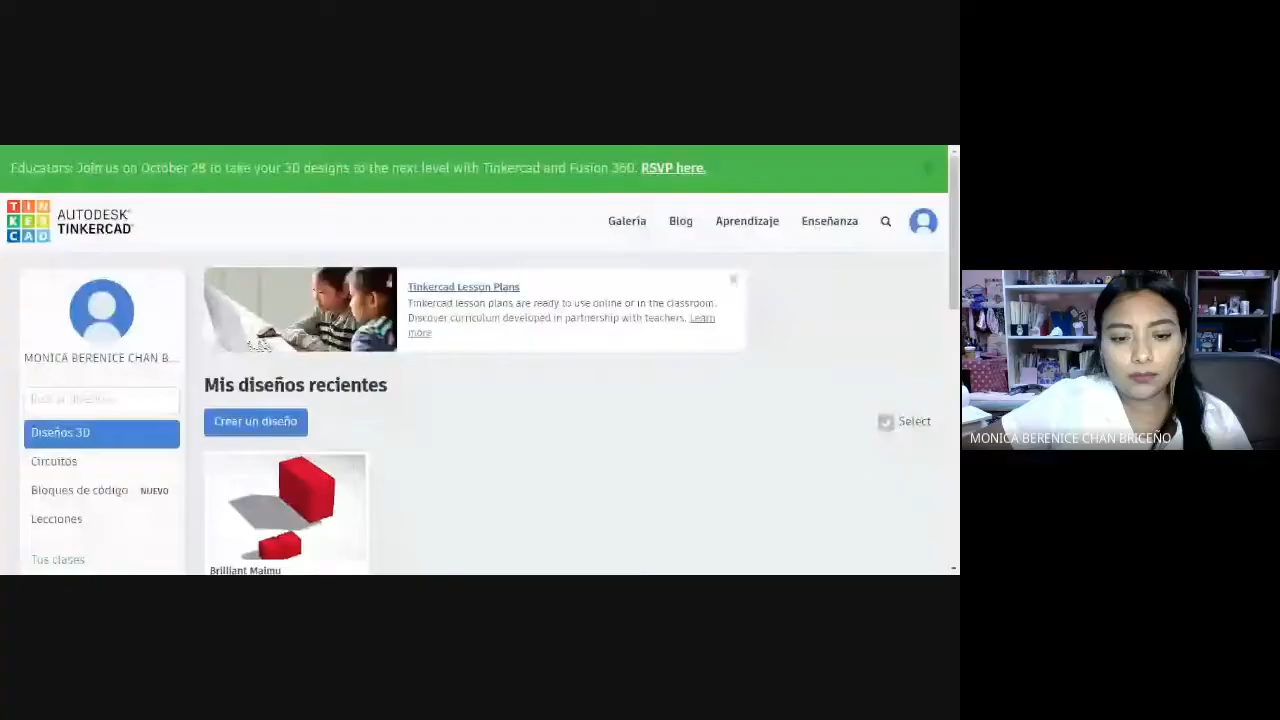 Educators: Join us on October 28 to take your 3D designs to the next level with Tinkercad and Fusion 360. RSVP here.
TIN
KER
CAD
AUTODESK®
TINKERCAD
Galería Blog Aprendizaje Enseñanza
MONICA BERENICE CHAN B...
Tinkercad Lesson Plans
Tinkercad lesson plans are ready to use online or in the classroom.
Discover curriculum developed in partnership with teachers. Learn
more
Mis diseños recientes
Crear un diseño
Select
Diseños 3D
Circuitos
Bloques de código NUEVO
Lecciones
Tus clases
Brilliant Maimu
MONICA BERENICE CHAN BRICEÑO